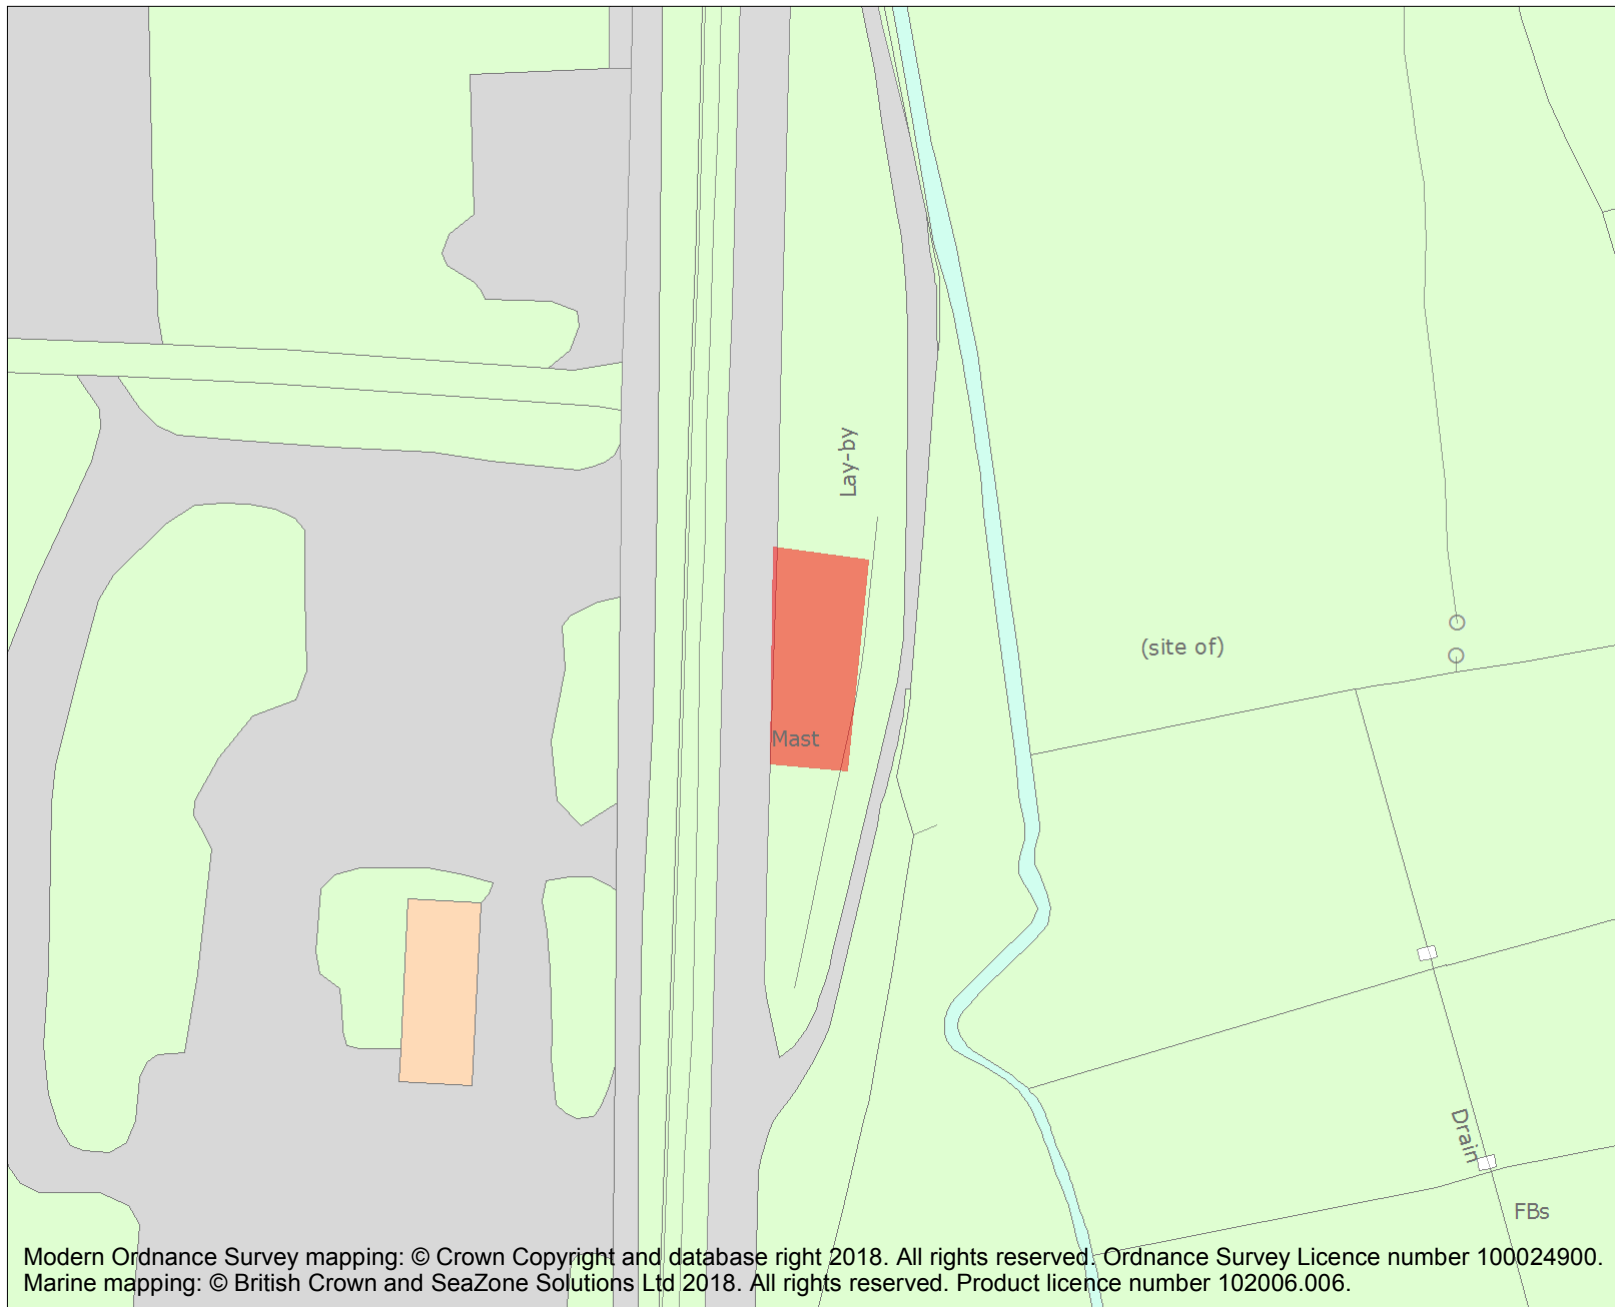 Lay-by
(site of)
Mast
Drain
FBs
Modern Ordnance Survey mapping: © Crown Copyright and database right 2018. All rights reserved. Ordnance Survey Licence number 100024900.
Marine mapping: © British Crown and SeaZone Solutions Ltd 2018. All rights reserved. Product licence number 102006.006.